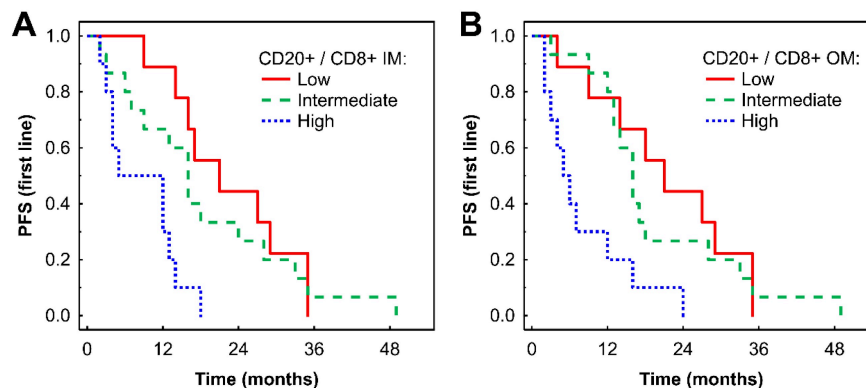 A
CD20+ / CD8+ IM:
Low
Intermediate
High
PFS (first line)
1.0
0.8
0.6
0.4
0.2
0.0
0 12 24 36 48
Time (months)
B
CD20+ / CD8+ OM:
Low
Intermediate
High
PFS (first line)
1.0
0.8
0.6
0.4
0.2
0.0
0 12 24 36 48
Time (months)